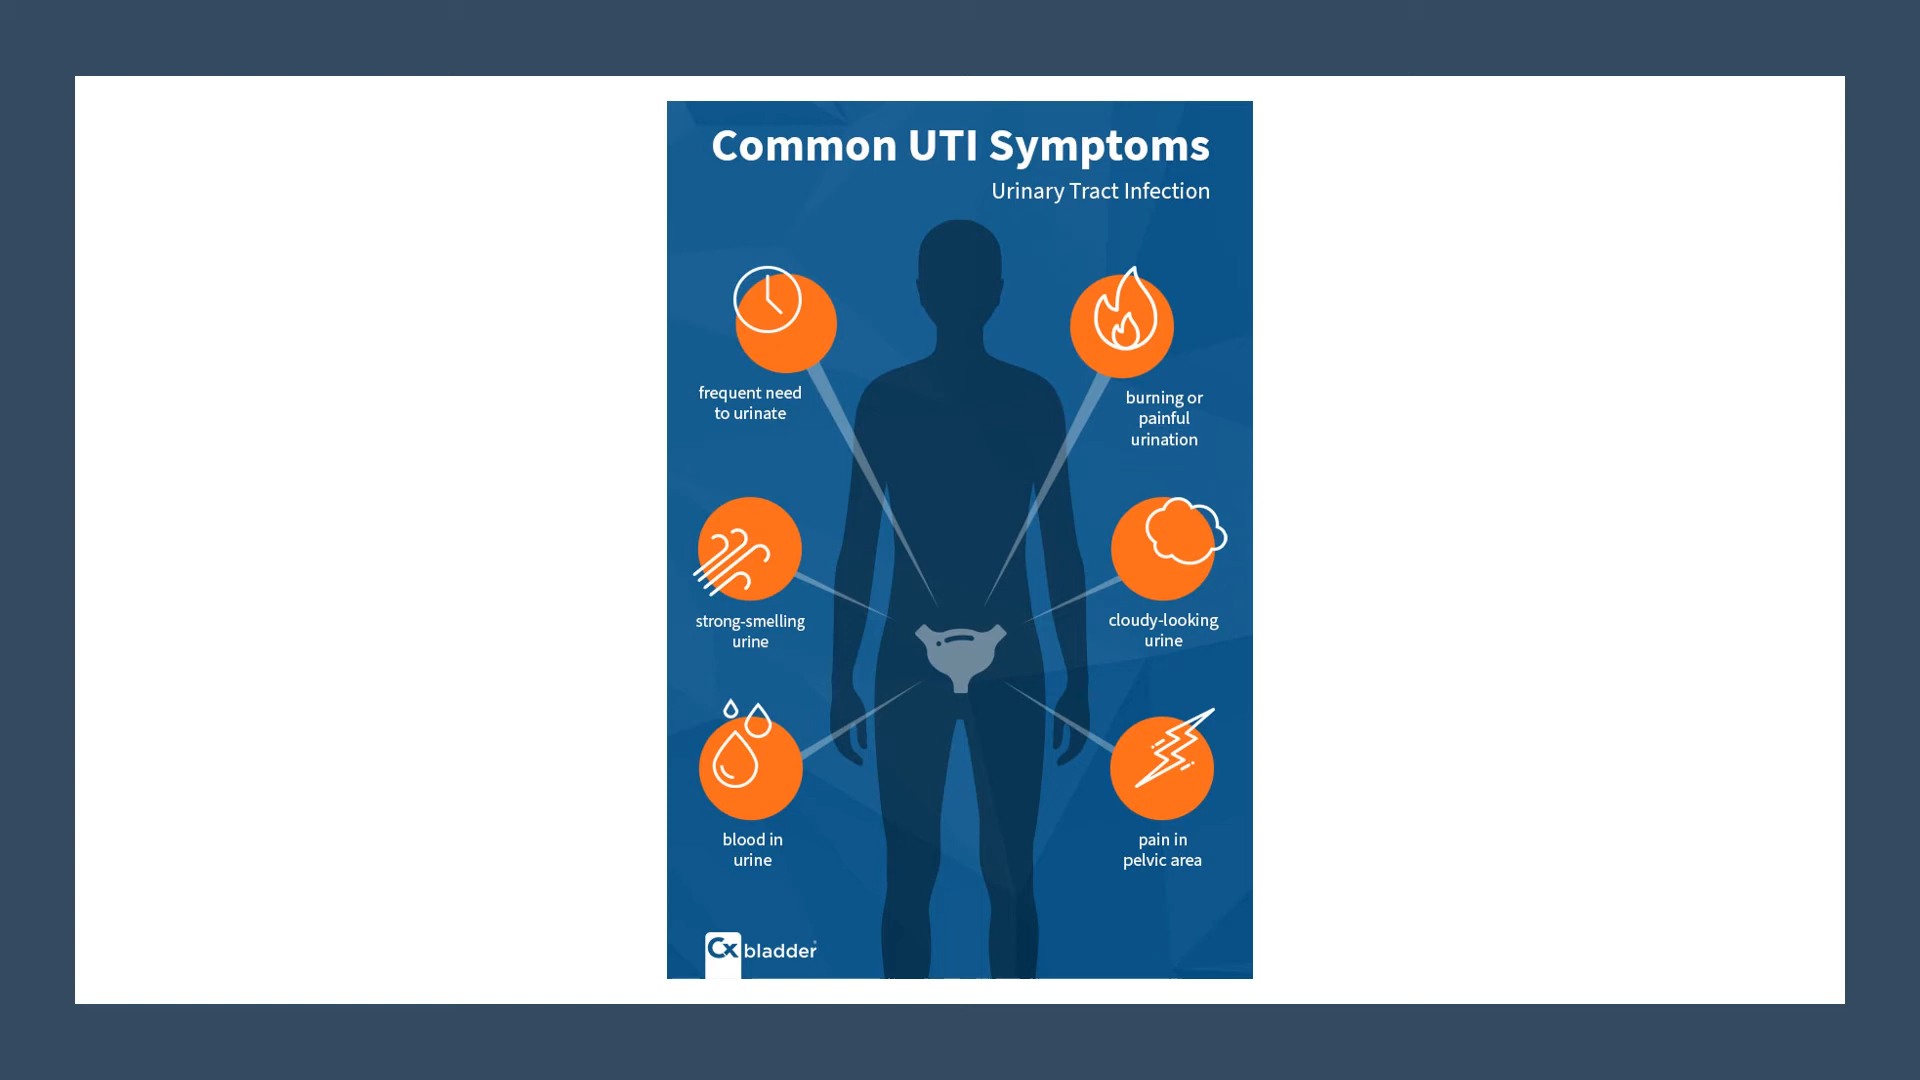 Common UTI Symptoms
Urinary Tract Infection
frequent need
to urinate
burning or
painful
urination
strong-smelling
urine
cloudy-looking
urine
blood in
urine
pain in
pelvic area
Cx bladder